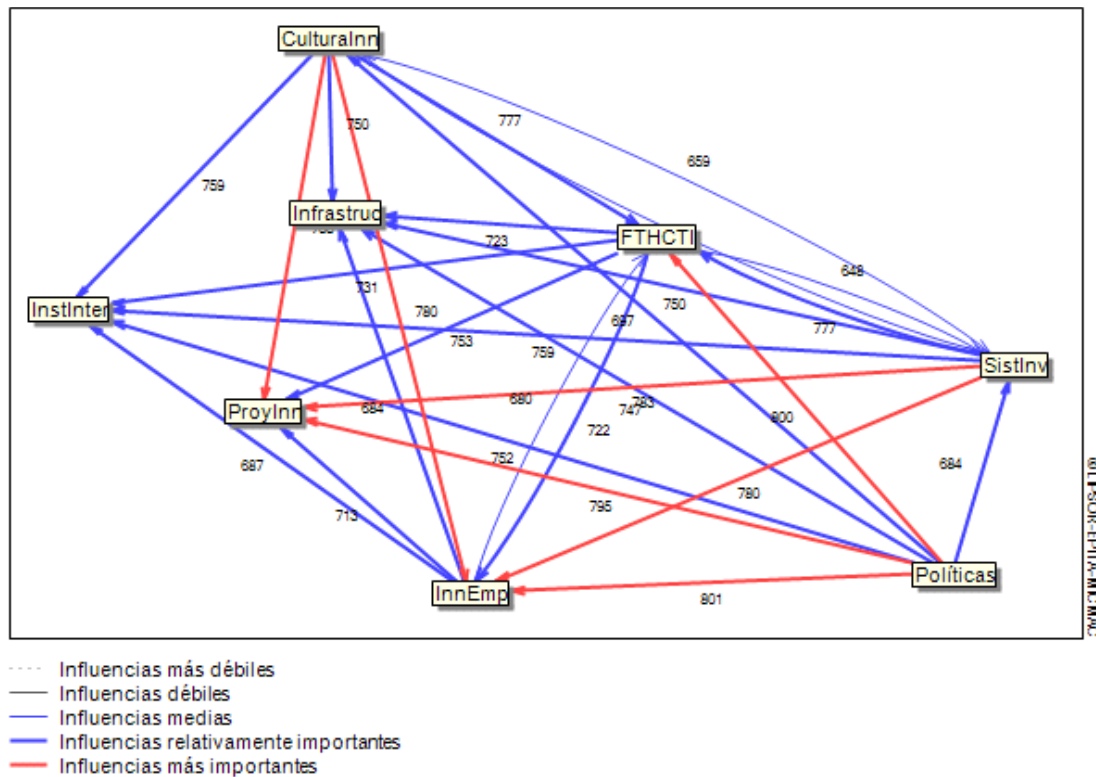 CulturaInn
750
777
659
759
Infrastruc
FTHCTI
723
648
731
InstInter
780
697
750
777
753
759
SistInv
ProyInn
684
680
747
783
800
722
687
752
684
780
713
795
InnEmp
Políticas
801
Influencias más débiles
Influencias débiles
Influencias medias
Influencias relativamente importantes
Influencias más importantes